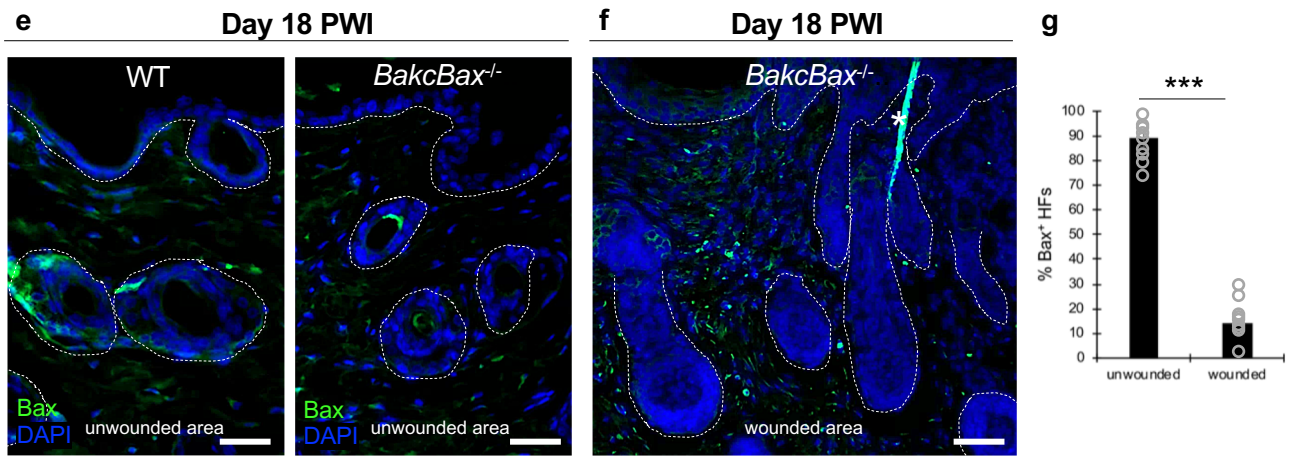 e
Day 18 PWI
WT
BakcBax-/-
Bax
DAPI
unwounded area
Bax
DAPI
unwounded area
f
Day 18 PWI
BakcBax-/-
*
wounded area
g
***
% Bax+ HFs
100
90
80
70
60
50
40
30
20
10
0
unwounded
wounded